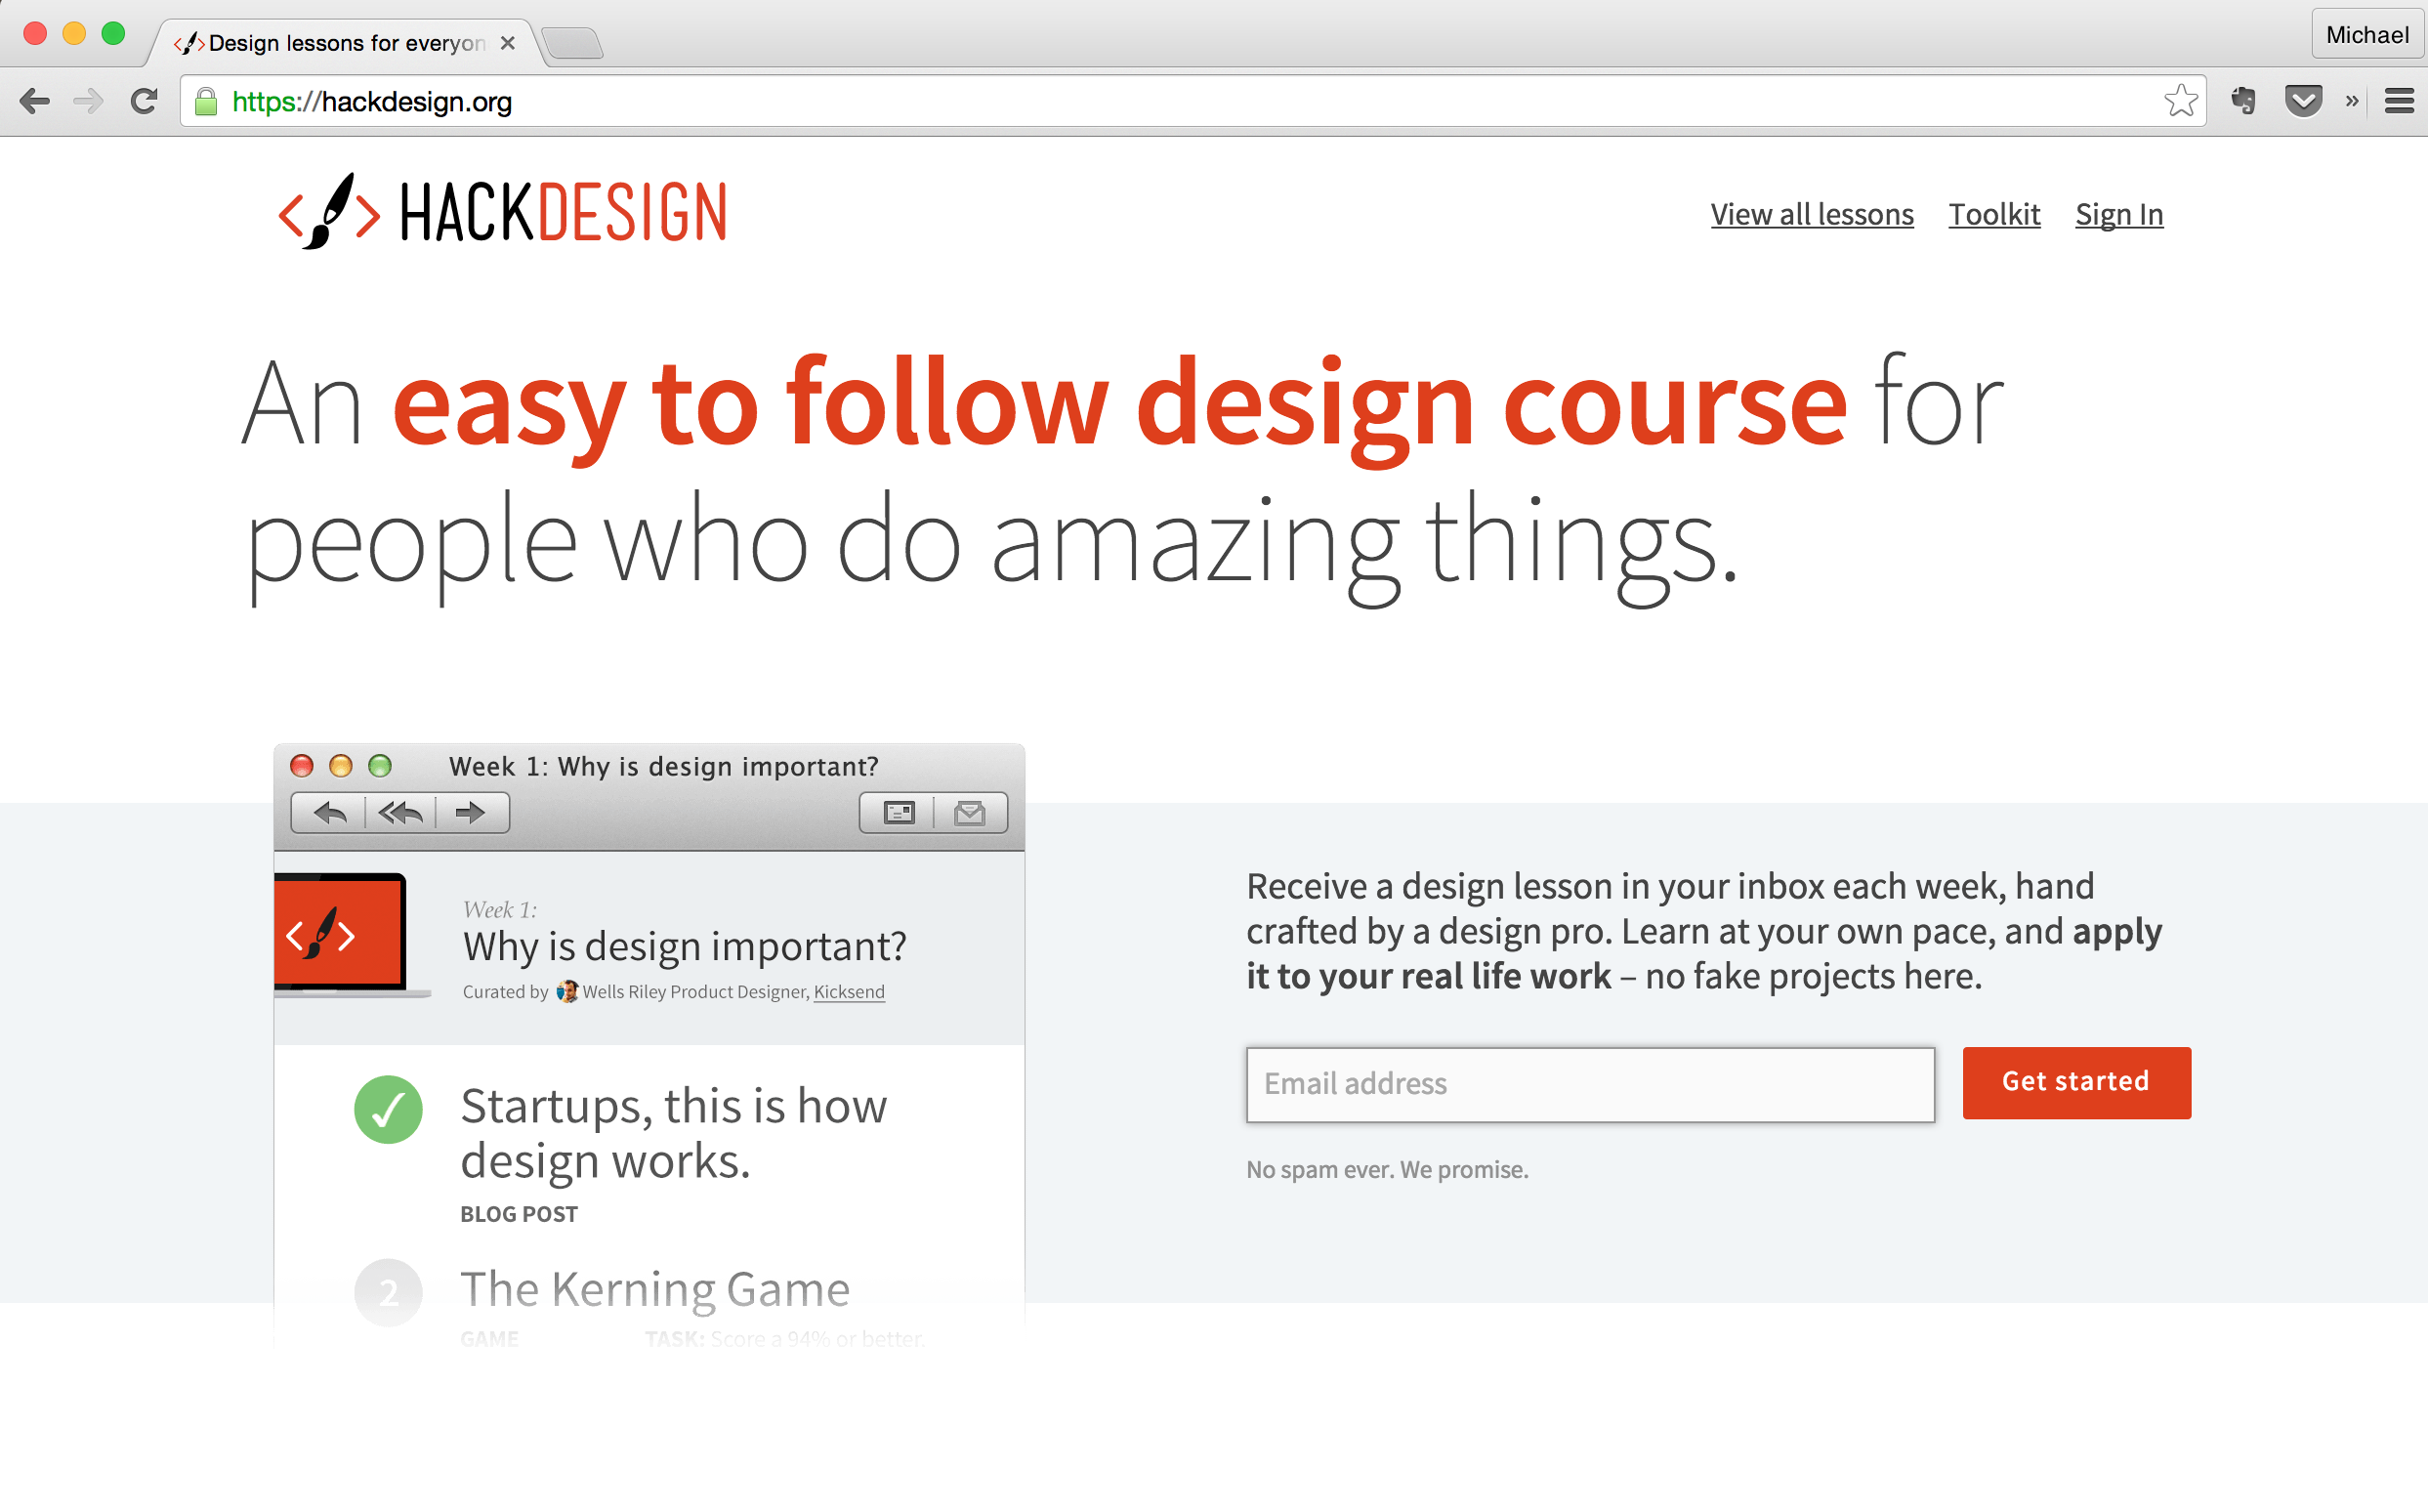 Design lessons for everyon
Michael
https://hackdesign.org
HACKDESIGN
View all lessons Toolkit Sign In
An easy to follow design course for
people who do amazing things.
Week 1: Why is design important?
Week 1:
Why is design important?
Curated by Wells Riley Product Designer, Kicksend
Startups, this is how
design works.
BLOG POST
2 The Kerning Game
GAME TASK: Score a 94% or better.
Receive a design lesson in your inbox each week, hand
crafted by a design pro. Learn at your own pace, and apply
it to your real life work – no fake projects here.
Email address
Get started
No spam ever. We promise.